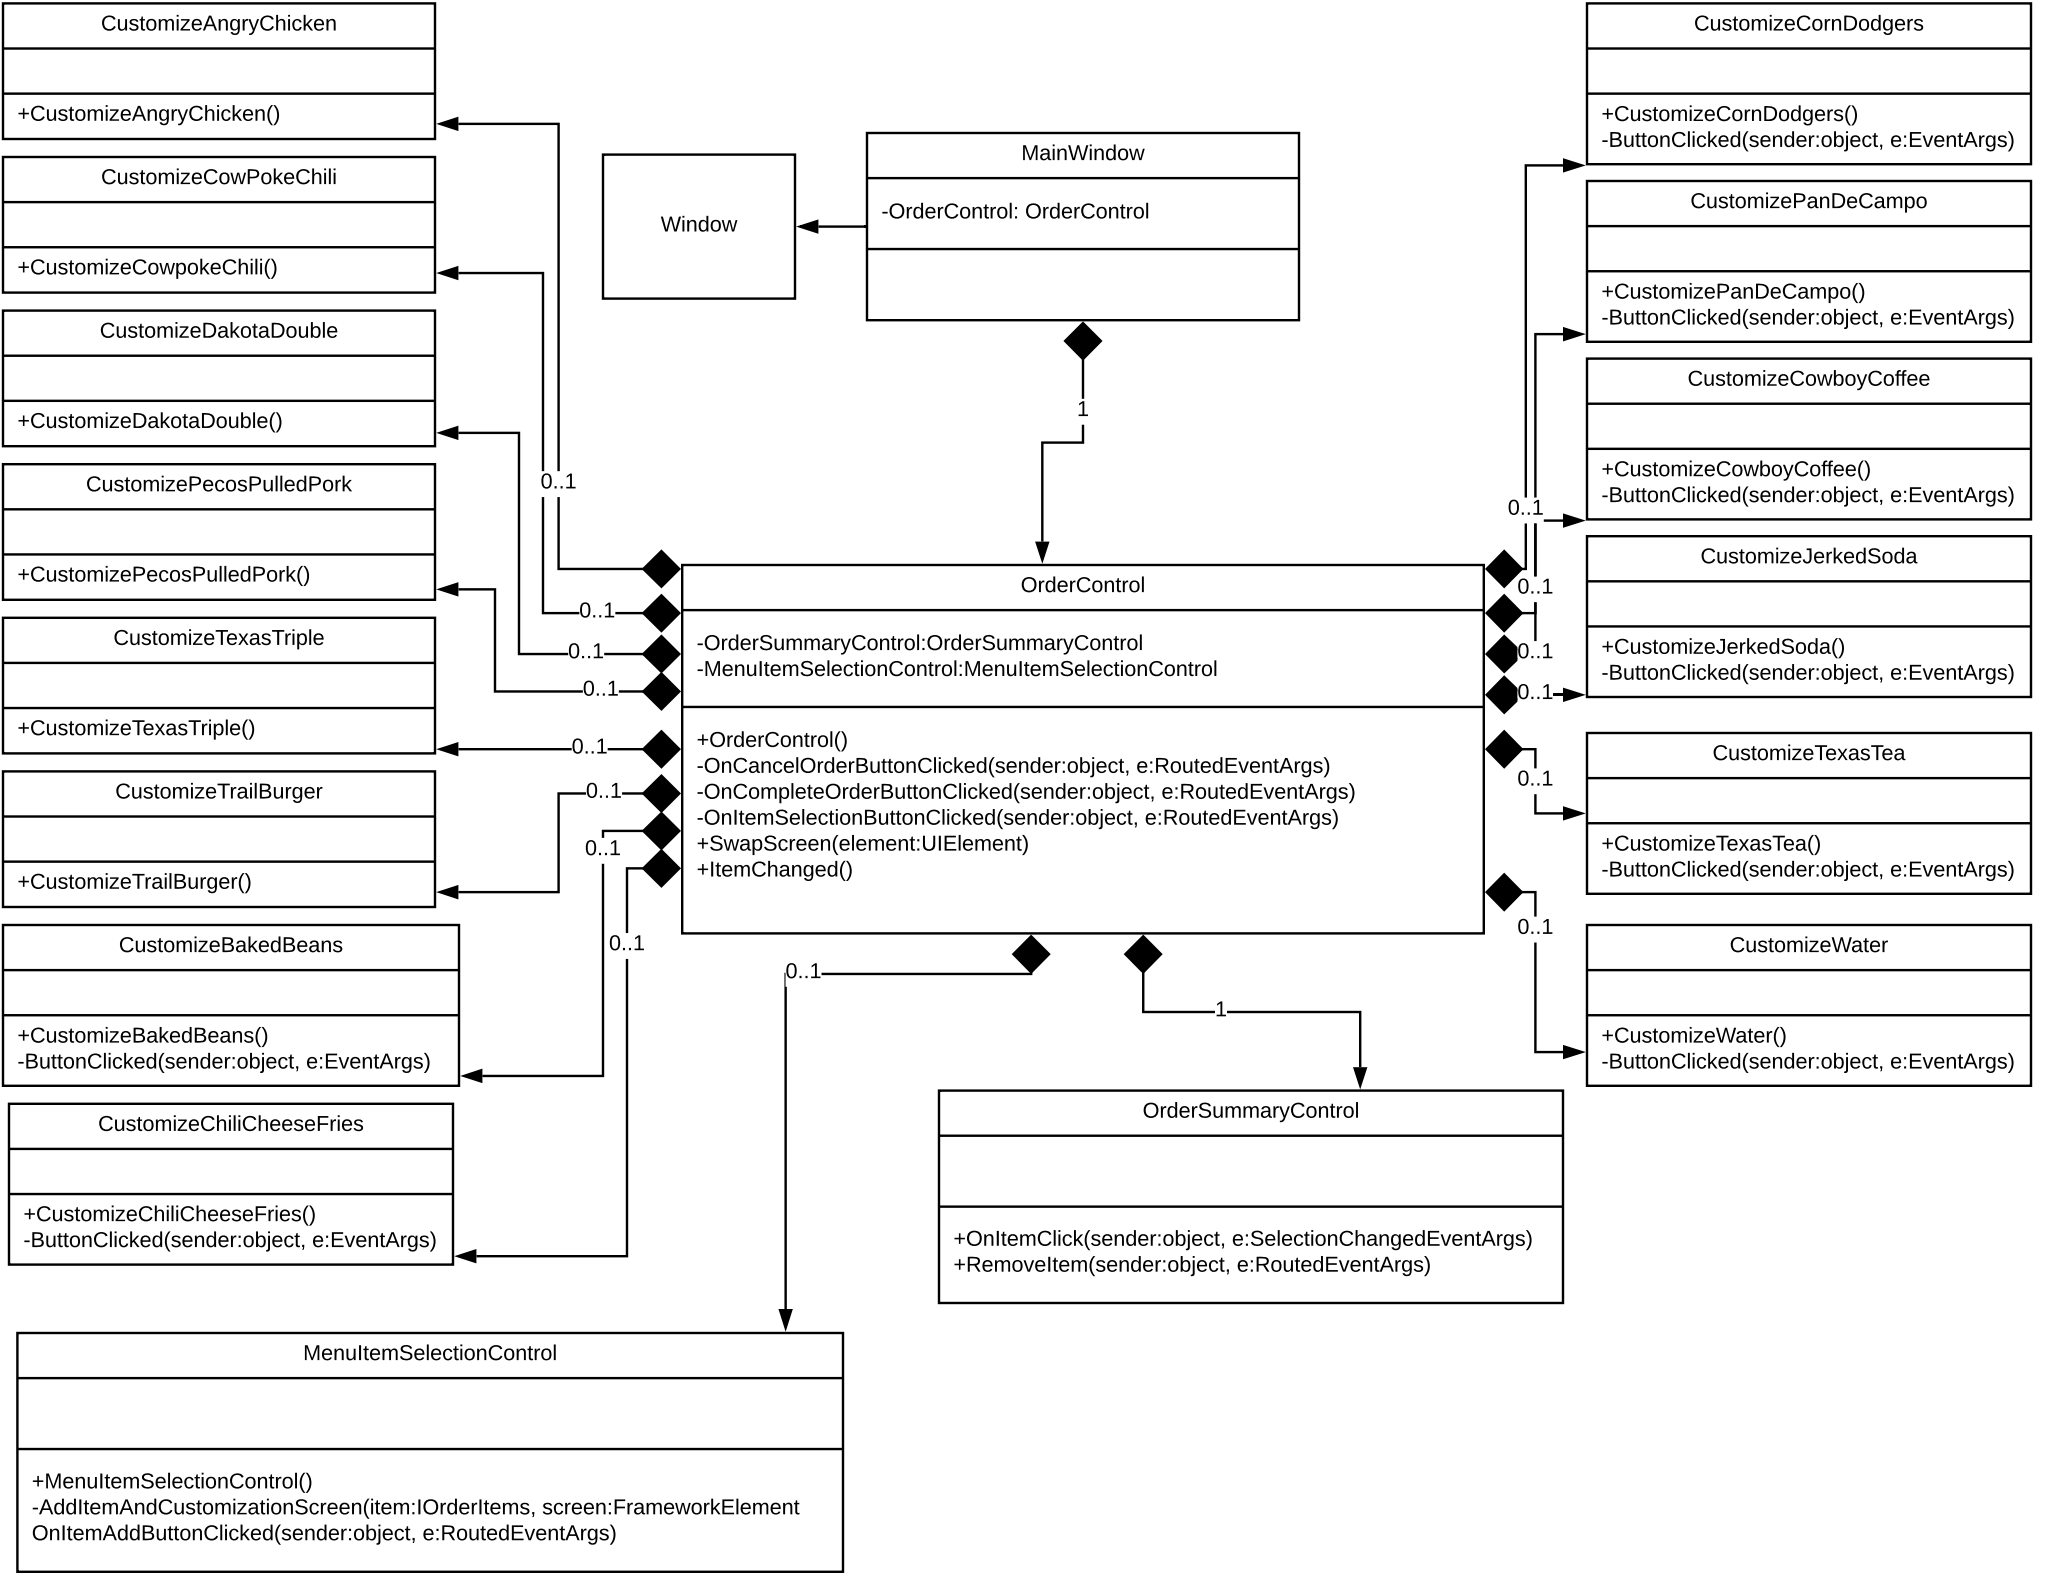 CustomizeAngryChicken
+CustomizeAngryChicken()
CustomizeCowPokeChili
+CustomizeCowpokeChili()
CustomizeDakotaDouble
+CustomizeDakotaDouble()
CustomizePecosPulledPork
+CustomizePecosPulledPork()
CustomizeTexasTriple
+CustomizeTexasTriple()
CustomizeTrailBurger
+CustomizeTrailBurger()
CustomizeBakedBeans
+CustomizeBakedBeans()
-ButtonClicked(sender:object, e:EventArgs)
CustomizeChiliCheeseFries
+CustomizeChiliCheeseFries()
-ButtonClicked(sender:object, e:EventArgs)
0..1
0..1
0..1
0..1
0..1
0..1
0..1
0..1
Window
MainWindow
-OrderControl: OrderControl
1
OrderControl
-OrderSummaryControl:OrderSummaryControl
-MenuItemSelectionControl:MenuItemSelectionControl
+OrderControl()
-OnCancelOrderButtonClicked(sender:object, e:RoutedEventArgs)
-OnCompleteOrderButtonClicked(sender:object, e:RoutedEventArgs)
-OnItemSelectionButtonClicked(sender:object, e:RoutedEventArgs)
+SwapScreen(element:UIElement)
+ItemChanged()
0..1
1
OrderSummaryControl
+OnItemClick(sender:object, e:SelectionChangedEventArgs)
+RemoveItem(sender:object, e:RoutedEventArgs)
MenuItemSelectionControl
+MenuItemSelectionControl()
-AddItemAndCustomizationScreen(item:IOrderItems, screen:FrameworkElement
OnItemAddButtonClicked(sender:object, e:RoutedEventArgs)
0..1
0..1
0..1
0..1
0..1
0..1
CustomizeCornDodgers
+CustomizeCornDodgers()
-ButtonClicked(sender:object, e:EventArgs)
CustomizePanDeCampo
+CustomizePanDeCampo()
-ButtonClicked(sender:object, e:EventArgs)
CustomizeCowboyCoffee
+CustomizeCowboyCoffee()
-ButtonClicked(sender:object, e:EventArgs)
CustomizeJerkedSoda
+CustomizeJerkedSoda()
-ButtonClicked(sender:object, e:EventArgs)
CustomizeTexasTea
+CustomizeTexasTea()
-ButtonClicked(sender:object, e:EventArgs)
CustomizeWater
+CustomizeWater()
-ButtonClicked(sender:object, e:EventArgs)